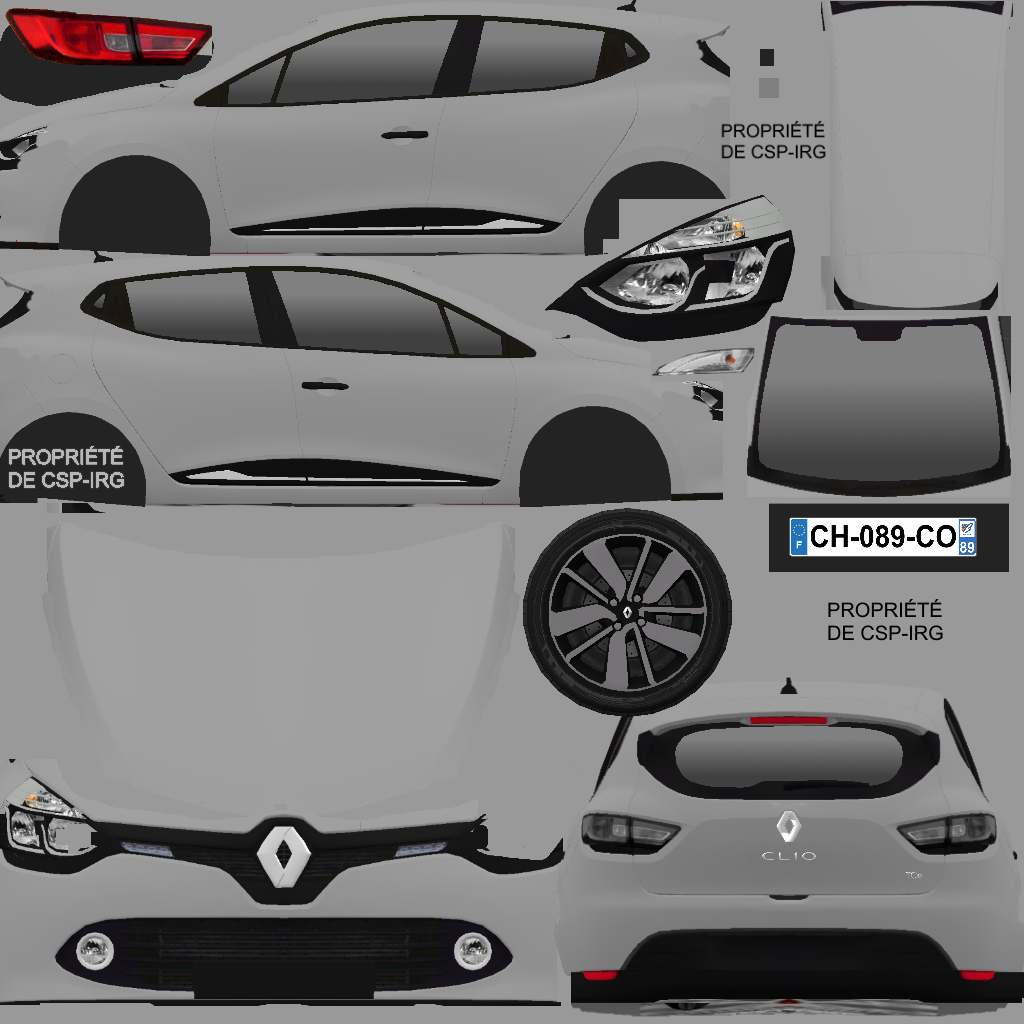 PROPRIÉTÉ
DE CSP-IRG
PROPRIÉTÉ
DE CSP-IRG
F CH-089-CO 89
PROPRIÉTÉ
DE CSP-IRG
CLIO